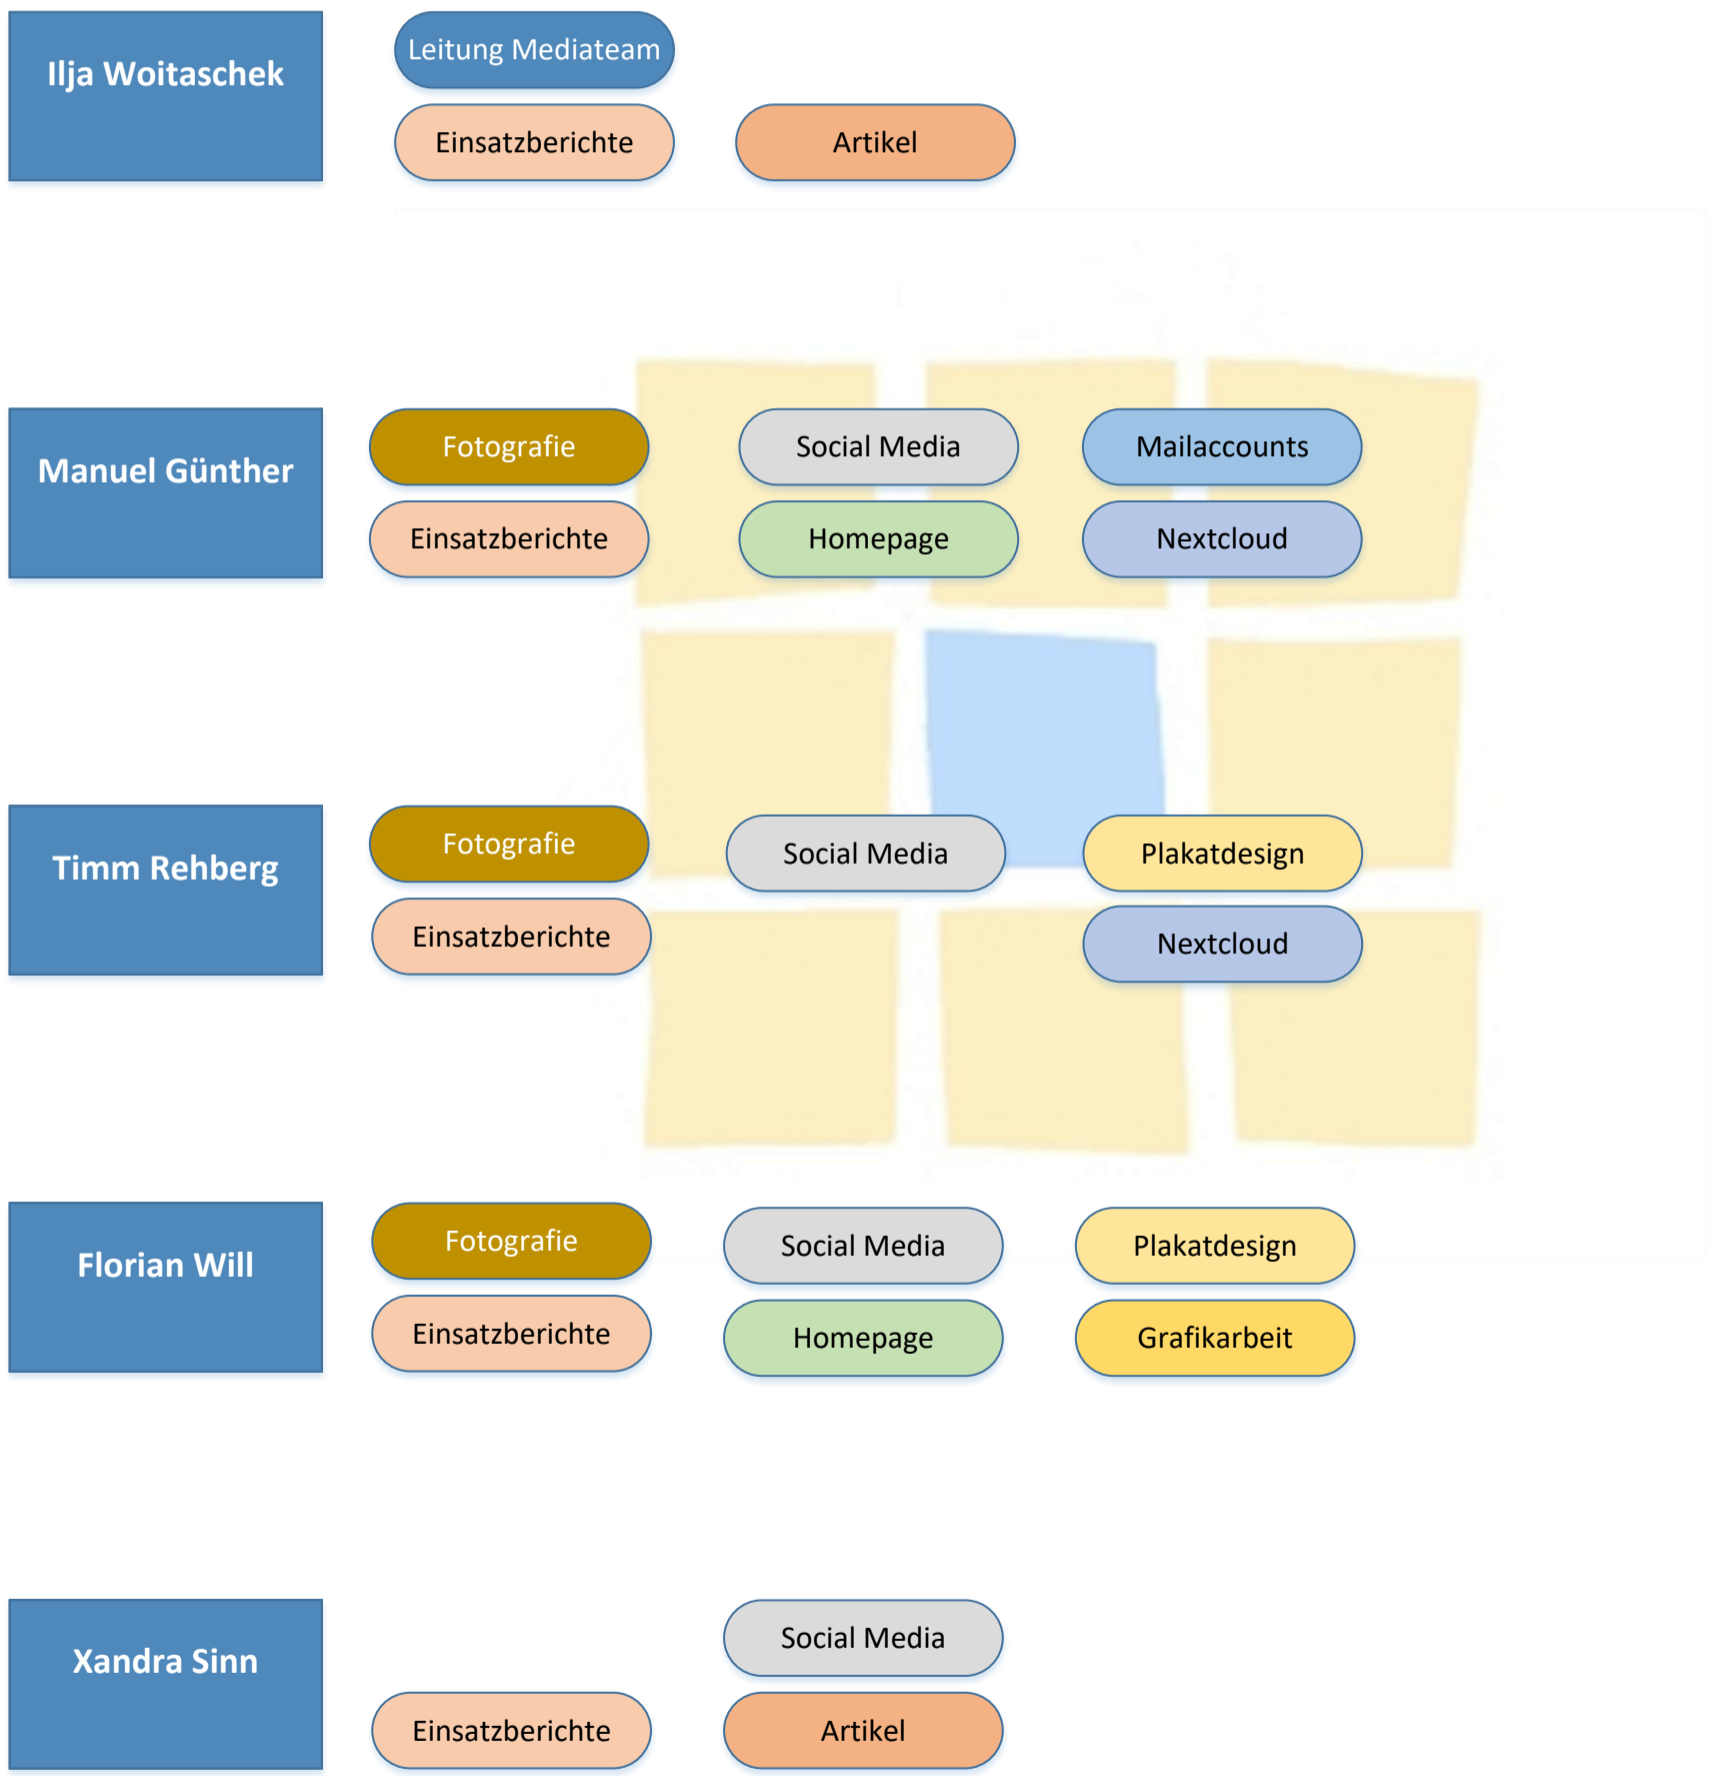 Ilja Woitaschek
Leitung Mediateam
Einsatzberichte
Artikel
Manuel Günther
Fotografie
Social Media
Mailaccounts
Einsatzberichte
Homepage
Nextcloud
Timm Rehberg
Fotografie
Social Media
Plakatdesign
Einsatzberichte
Nextcloud
Florian Will
Fotografie
Social Media
Plakatdesign
Einsatzberichte
Homepage
Grafikarbeit
Xandra Sinn
Social Media
Einsatzberichte
Artikel